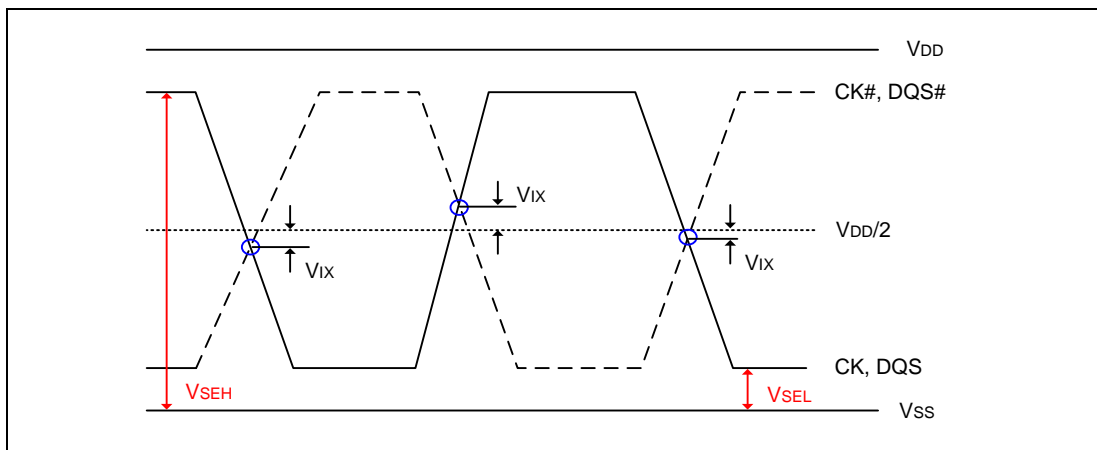 VDD
CK#, DQS#
VIX
VDD/2
VIX
VIX
CK, DQS
VSEH
VSEL
VSS